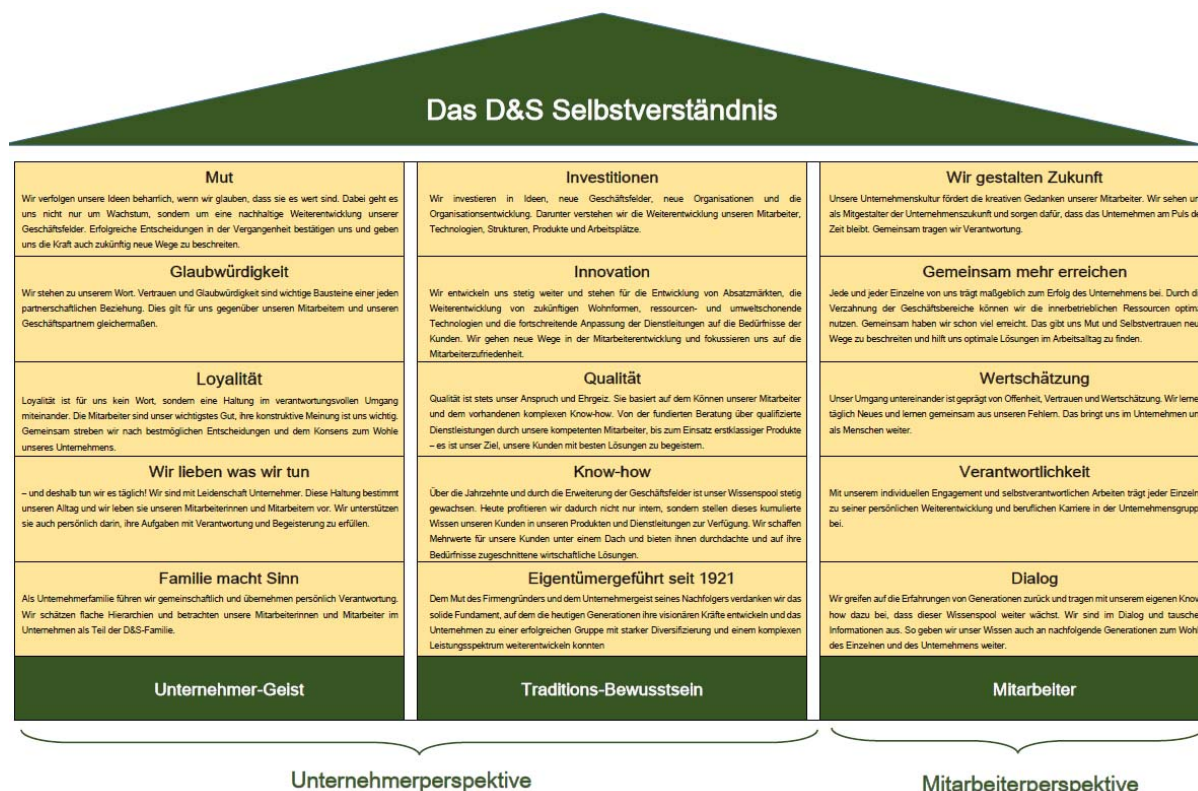 Das D&S Selbstverständnis
Mut
Wir verfolgen unsere Ideen beharrlich, wenn wir glauben, dass sie es wert sind. Dabei geht es
uns nicht nur um Wachstum, sondern um eine nachhaltige Weiterentwicklung unserer
Geschäftsfelder. Erfolgreiche Entscheidungen in der Vergangenheit bestätigen uns und geben
uns die Kraft auch zukünftig neue Wege zu beschreiten.
Glaubwürdigkeit
Wir stehen zu unserem Wort. Vertrauen und Glaubwürdigkeit sind wichtige Bausteine einer jeden
partnerschaftlichen Beziehung. Dies gilt für uns gegenüber unseren Mitarbeitern und unseren
Geschäftspartnern gleichermaßen.
Loyalität
Loyalität ist für uns kein Wort, sondern eine Haltung im verantwortungsvollen Umgang
miteinander. Die Mitarbeiter sind unser wichtigstes Gut, ihre konstruktive Meinung ist uns wichtig.
Gemeinsam streben wir nach bestmöglichen Entscheidungen und dem Konsens zum Wohle
unseres Unternehmens.
Wir lieben was wir tun
– und deshalb tun wir es täglich! Wir sind mit Leidenschaft Unternehmer. Diese Haltung bestimmt
unseren Alltag und wir leben sie unseren Mitarbeiterinnen und Mitarbeitern vor. Wir unterstützen
sie auch persönlich darin, ihre Aufgaben mit Verantwortung und Begeisterung zu erfüllen.
Familie macht Sinn
Als Unternehmerfamilie führen wir gemeinschaftlich und übernehmen persönlich Verantwortung.
Wir schätzen flache Hierarchien und betrachten unsere Mitarbeiterinnen und Mitarbeiter im
Unternehmen als Teil der D&S-Familie.
Unternehmer-Geist
Investitionen
Wir investieren in Ideen, neue Geschäftsfelder, neue Organisationen und die
Organisationsentwicklung. Darunter verstehen wir die Weiterentwicklung unseren Mitarbeiter,
Technologien, Strukturen, Produkte und Arbeitsplätze.
Innovation
Wir entwickeln uns stetig weiter und stehen für die Entwicklung von Absatzmärkten, die
Weiterentwicklung von zukünftigen Wohnformen, ressourcen- und umweltschonende
Technologien und die fortschreitende Anpassung der Dienstleistungen auf die Bedürfnisse der
Kunden. Wir gehen neue Wege in der Mitarbeiterentwicklung und fokussieren uns auf die
Mitarbeiterzufriedenheit.
Qualität
Qualität ist stets unser Anspruch und Ehrgeiz. Sie basiert auf dem Können unserer Mitarbeiter
und dem vorhandenen komplexen Know-how. Von der fundierten Beratung über qualifizierte
Dienstleistungen durch unsere kompetenten Mitarbeiter, bis zum Einsatz erstklassiger Produkte
– es ist unser Ziel, unsere Kunden mit besten Lösungen zu begeistern.
Know-how
Über die Jahrzehnte und durch die Erweiterung der Geschäftsfelder ist unser Wissenspool stetig
gewachsen. Heute profitieren wir dadurch nicht nur intern, sondern stellen dieses kumulierte
Wissen unseren Kunden in unseren Produkten und Dienstleistungen zur Verfügung. Wir schaffen
Mehrwerte für unsere Kunden unter einem Dach und bieten ihnen durchdachte und auf ihre
Bedürfnisse zugeschnittene wirtschaftliche Lösungen.
Eigentümergeführt seit 1921
Dem Mut des Firmengründers und dem Unternehmergeist seines Nachfolgers verdanken wir das
solide Fundament, auf dem die heutigen Generationen ihre visionären Kräfte entwickeln und das
Unternehmen zu einer erfolgreichen Gruppe mit starker Diversifizierung und einem komplexen
Leistungsspektrum weiterentwickeln konnten
Traditions-Bewusstsein
Wir gestalten Zukunft
Unsere Unternehmenskultur fördert die kreativen Gedanken unserer Mitarbeiter. Wir sehen un
als Mitgestalter der Unternehmenszukunft und sorgen dafür, dass das Unternehmen am Puls de
Zeit bleibt. Gemeinsam tragen wir Verantwortung.
Gemeinsam mehr erreichen
Jede und jeder Einzelne von uns trägt maßgeblich zum Erfolg des Unternehmens bei. Durch di
Verzahnung der Geschäftsbereiche können wir die innerbetrieblichen Ressourcen optima
nutzen. Gemeinsam haben wir schon viel erreicht. Das gibt uns Mut und Selbstvertrauen neu
Wege zu beschreiten und hilft uns optimale Lösungen im Arbeitsalltag zu finden.
Wertschätzung
Unser Umgang untereinander ist geprägt von Offenheit, Vertrauen und Wertschätzung. Wir lerne
täglich Neues und lernen gemeinsam aus unseren Fehlern. Das bringt uns im Unternehmen un
als Menschen weiter.
Verantwortlichkeit
Mit unserem individuellen Engagement und selbstverantwortlichen Arbeiten trägt jeder Einzeln
zu seiner persönlichen Weiterentwicklung und beruflichen Karriere in der Unternehmensgrupp
bei.
Dialog
Wir greifen auf die Erfahrungen von Generationen zurück und tragen mit unserem eigenen Know
how dazu bei, dass dieser Wissenspool weiter wächst. Wir sind im Dialog und tausche
Informationen aus. So geben wir unser Wissen auch an nachfolgende Generationen zum Wohl
des Einzelnen und des Unternehmens weiter.
Mitarbeiter
Unternehmerperspektive
Mitarbeiterperspektive